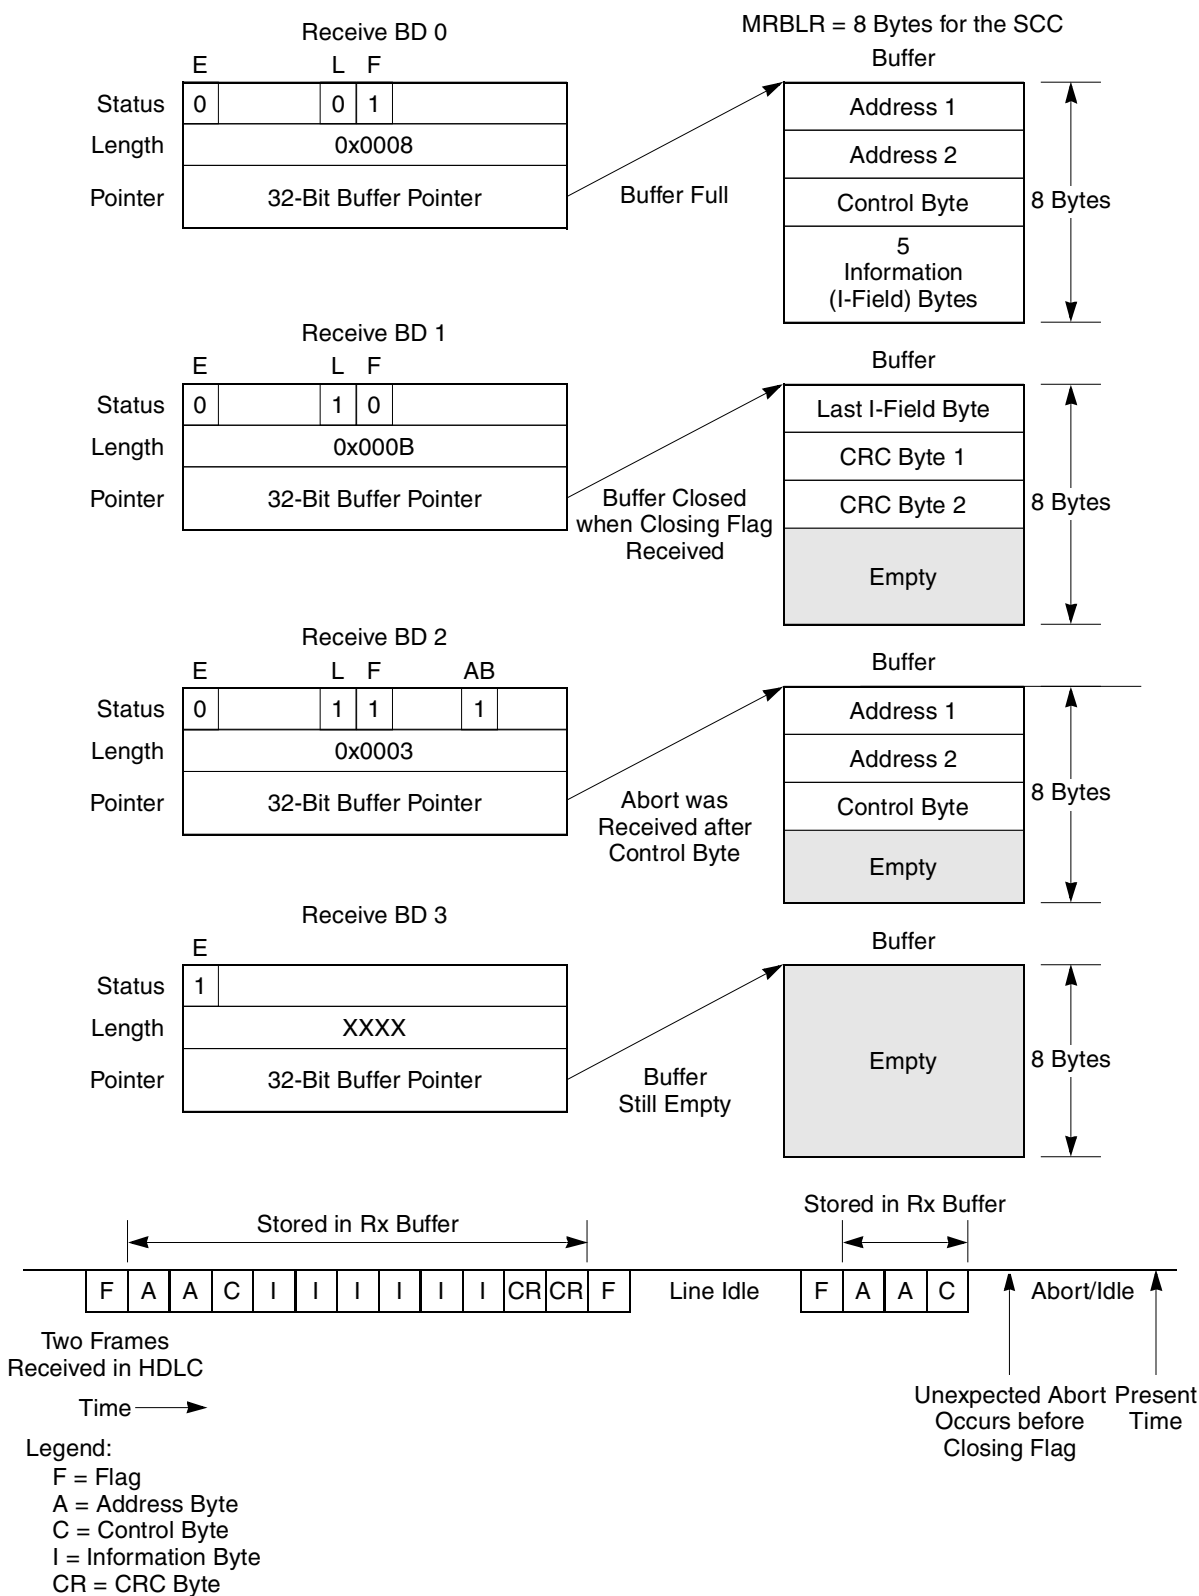 MRBLR = 8 Bytes for the SCC
Receive BD 0
Buffer
E L F
Status 0 0 1
Length 0x0008
Pointer 32-Bit Buffer Pointer
Buffer Full
Address 1
Address 2
Control Byte
5
Information
(I-Field) Bytes
8 Bytes
Receive BD 1
Buffer
E L F
Status 0 1 0
Length 0x000B
Pointer 32-Bit Buffer Pointer
Buffer Closed
when Closing Flag
Received
Last I-Field Byte
CRC Byte 1
CRC Byte 2
Empty
8 Bytes
Receive BD 2
Buffer
E L F AB
Status 0 1 1 1
Length 0x0003
Pointer 32-Bit Buffer Pointer
Abort was
Received after
Control Byte
Address 1
Address 2
Control Byte
Empty
8 Bytes
Receive BD 3
Buffer
E
Status 1
Length XXXX
Pointer 32-Bit Buffer Pointer
Buffer
Still Empty
Empty
8 Bytes
Stored in Rx Buffer
Stored in Rx Buffer
F A A C I I I I I I CR CR F Line Idle F A A C Abort/Idle
Two Frames
Received in HDLC
Time
Unexpected Abort
Occurs before
Closing Flag
Present
Time
Legend:
F = Flag
A = Address Byte
C = Control Byte
I = Information Byte
CR = CRC Byte